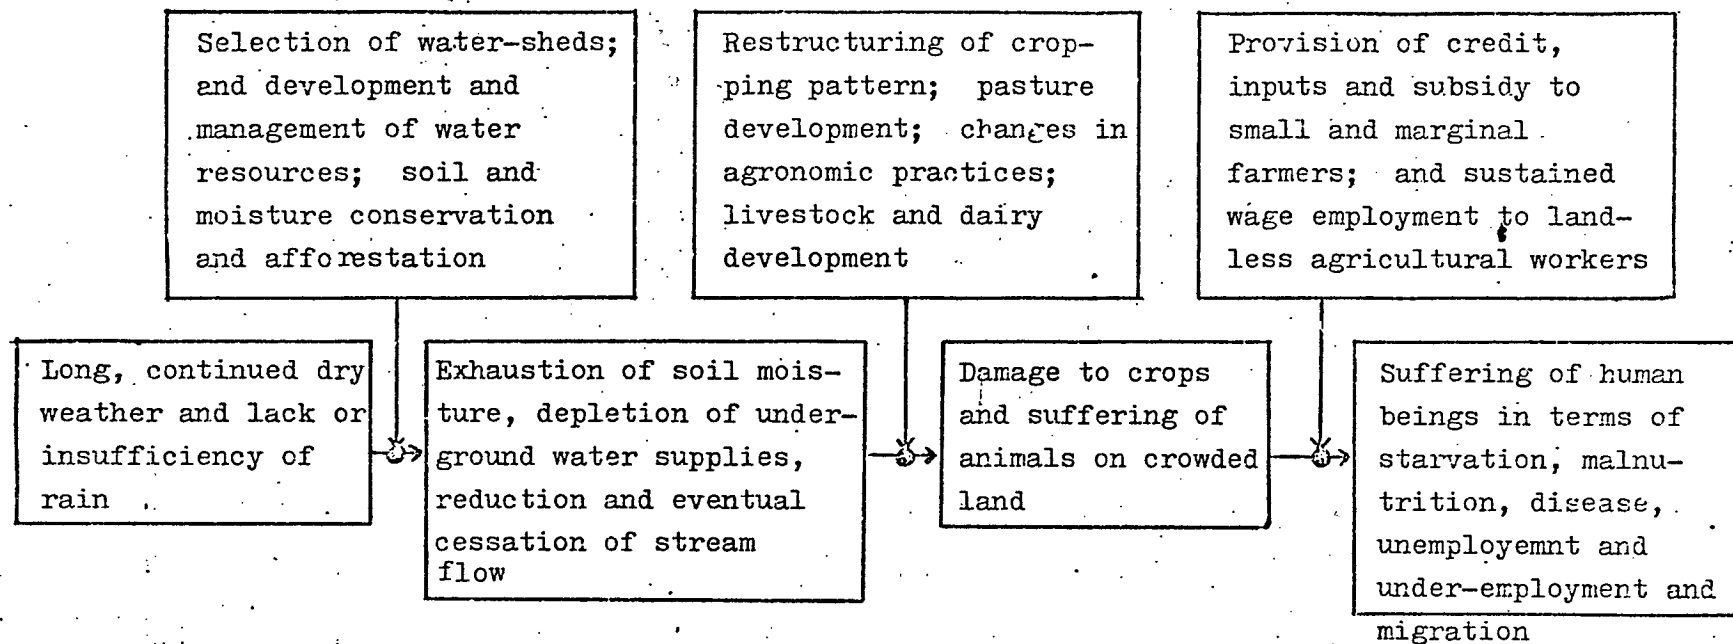 Selection of water-sheds;
and development and
management of water
resources; soil and
moisture conservation
and afforestation
Restructuring of crop-
ping pattern; pasture
development; changes in
agronomic practices;
livestock and dairy
development
Provision of credit,
inputs and subsidy to
small and marginal
farmers; and sustained
wage employment to land-
less agricultural workers
Long, continued dry
weather and lack or
insufficiency of
rain
Exhaustion of soil mois-
ture, depletion of under-
ground water supplies,
reduction and eventual
cessation of stream
flow
Damage to crops
and suffering of
animals on crowded
land
Suffering of human
beings in terms of
starvation, malnu-
trition, disease,
unemployemnt and
under-employment and
migration